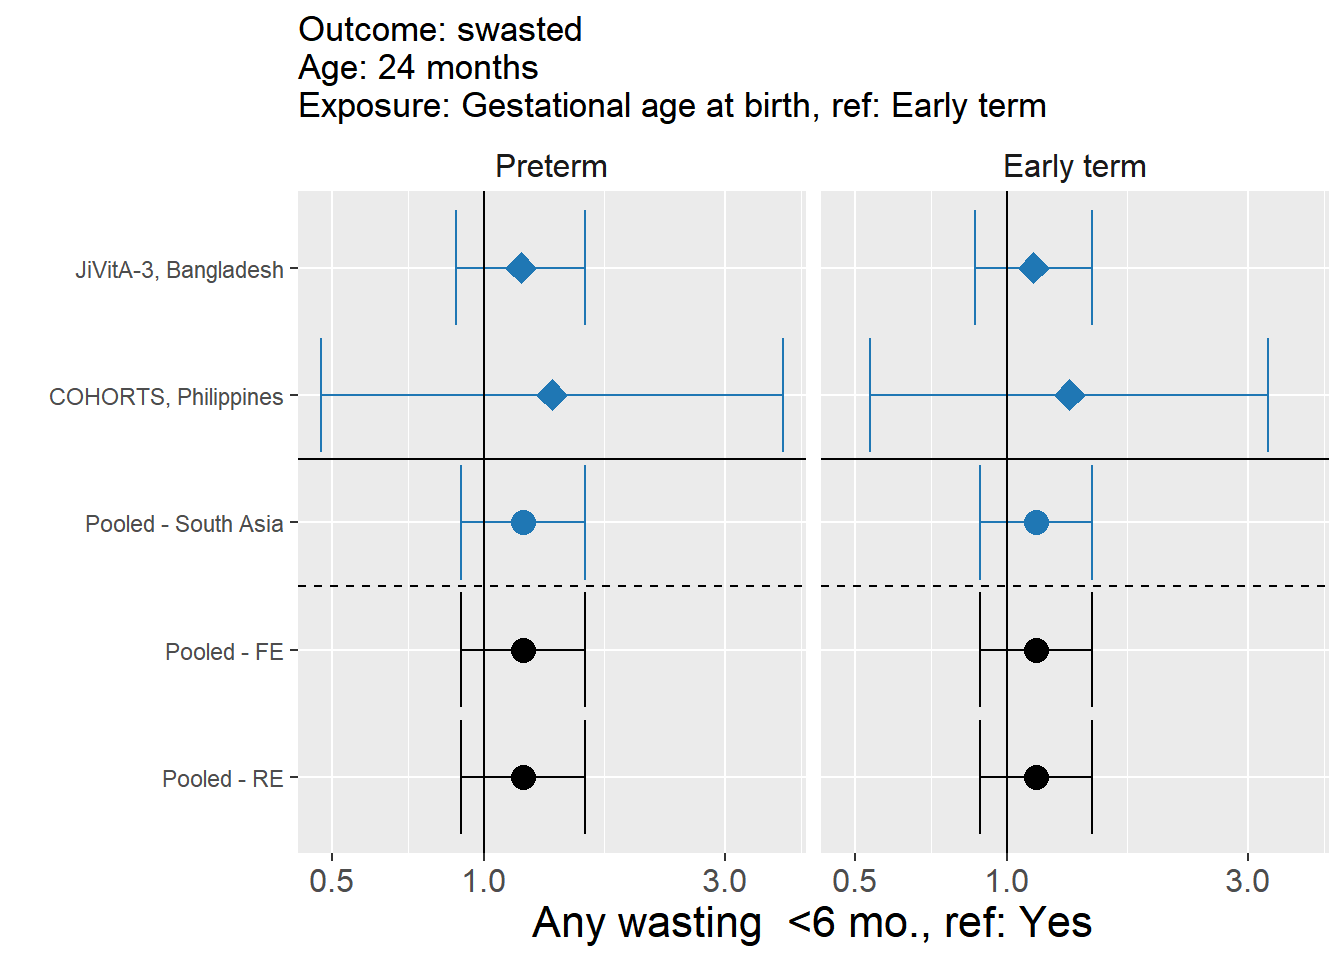 Outcome: swasted
Age: 24 months
Exposure: Gestational age at birth, ref: Early term
Preterm
Early term
JiVitA-3, Bangladesh
COHORTS, Philippines
Pooled - South Asia
Pooled - FE
Pooled - RE
0.5 1.0 3.0 0.5 1.0 3.0
Any wasting  <6 mo., ref: Yes